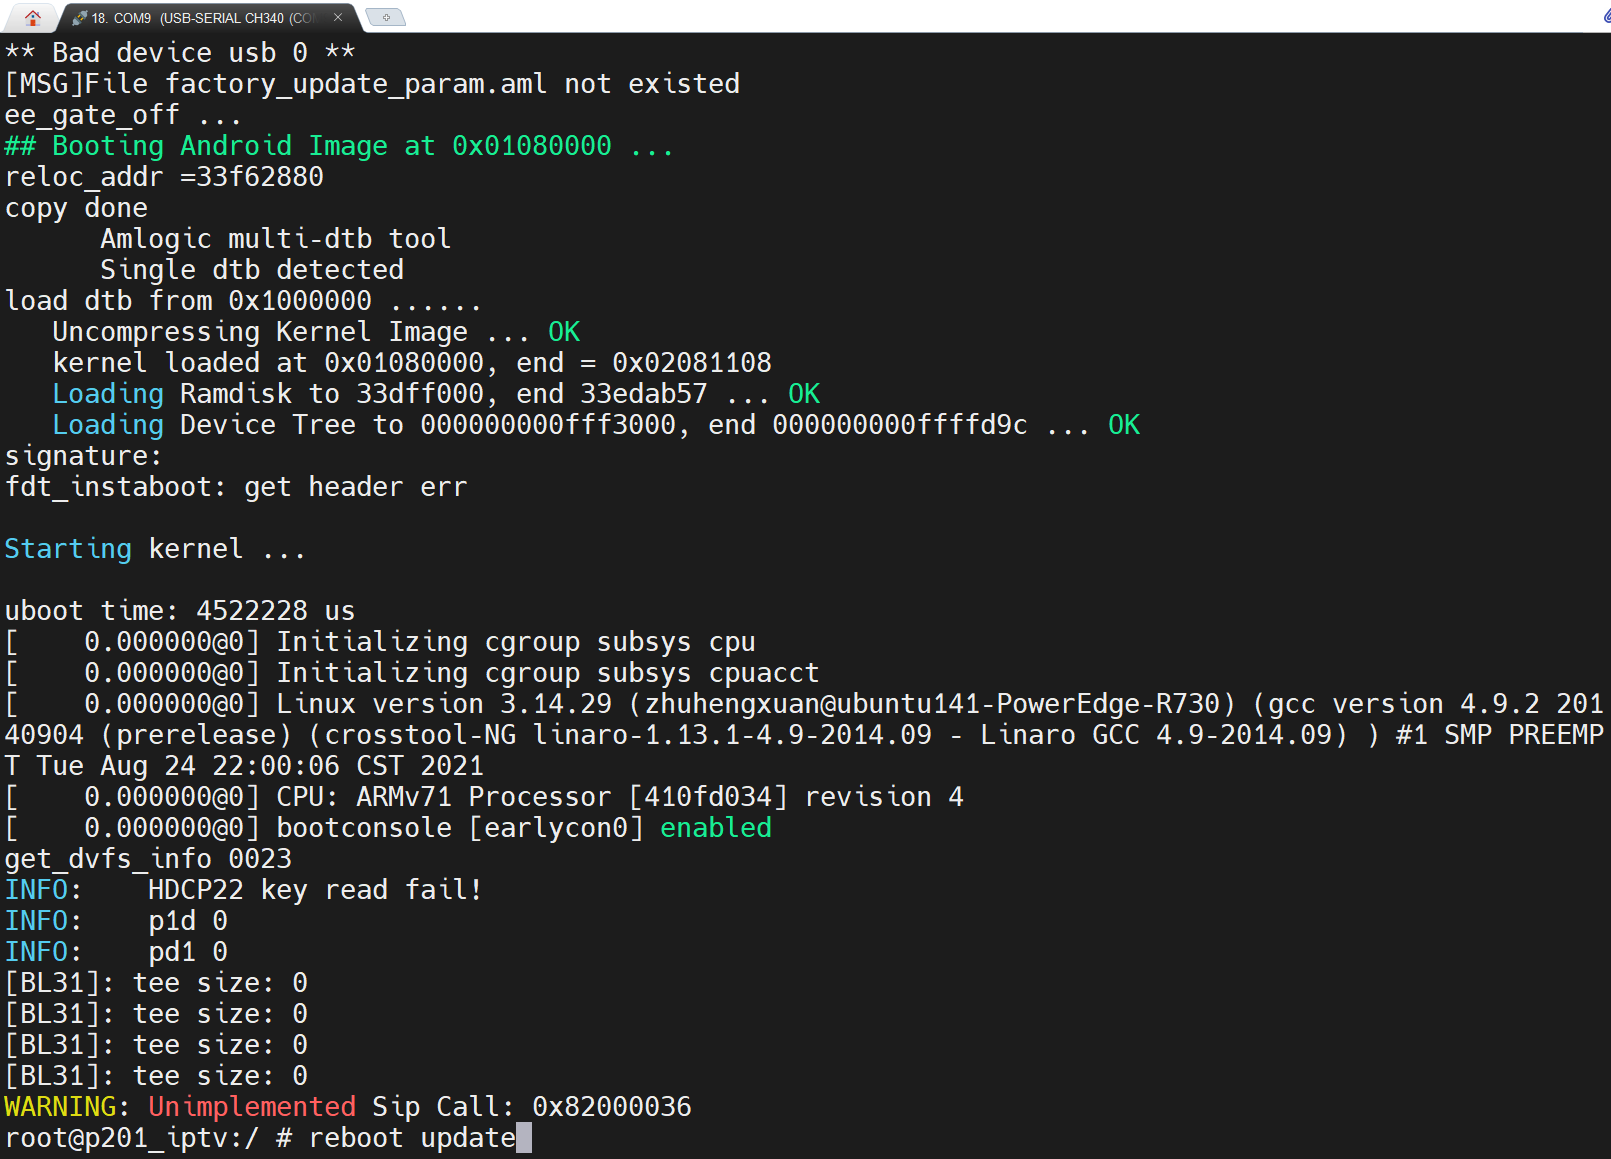 18. COM9 (USB-SERIAL CH340 (CO
** Bad device usb 0 **
[MSG]File factory_update_param.aml not existed
ee_gate_off ...
## Booting Android Image at 0x01080000 ...
reloc_addr =33f62880
copy done
Amlogic multi-dtb tool
Single dtb detected
load dtb from 0x1000000 ......
Uncompressing Kernel Image ... OK
kernel loaded at 0x01080000, end = 0x02081108
Loading Ramdisk to 33dff000, end 33edab57 ... OK
Loading Device Tree to 000000000fff3000, end 000000000ffffd9c ... OK
signature:
fdt_instaboot: get header err
Starting kernel ...
uboot time: 4522228 us
[    0.000000@0] Initializing cgroup subsys cpu
[    0.000000@0] Initializing cgroup subsys cpuacct
[    0.000000@0] Linux version 3.14.29 (zhuhengxuan@ubuntu141-PowerEdge-R730) (gcc version 4.9.2 201
40904 (prerelease) (crosstool-NG linaro-1.13.1-4.9-2014.09 - Linaro GCC 4.9-2014.09) ) #1 SMP PREEMP
T Tue Aug 24 22:00:06 CST 2021
[    0.000000@0] CPU: ARMv71 Processor [410fd034] revision 4
[    0.000000@0] bootconsole [earlycon0] enabled
get_dvfs_info 0023
INFO:    HDCP22 key read fail!
INFO:    p1d 0
INFO:    pd1 0
[BL31]: tee size: 0
[BL31]: tee size: 0
[BL31]: tee size: 0
[BL31]: tee size: 0
WARNING: Unimplemented Sip Call: 0x82000036
root@p201_iptv:/ # reboot update